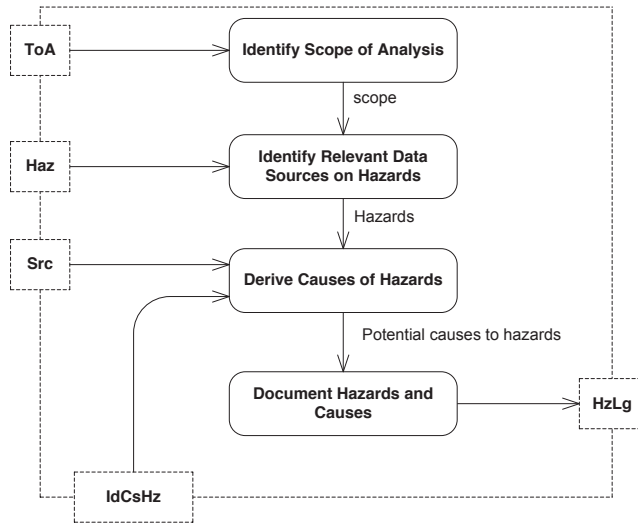 ToA
Identify Scope of Analysis
scope
Haz
Identify Relevant Data
Sources on Hazards
Hazards
Src
Derive Causes of Hazards
Potential causes to hazards
Document Hazards and
Causes
HzLg
IdCsHz